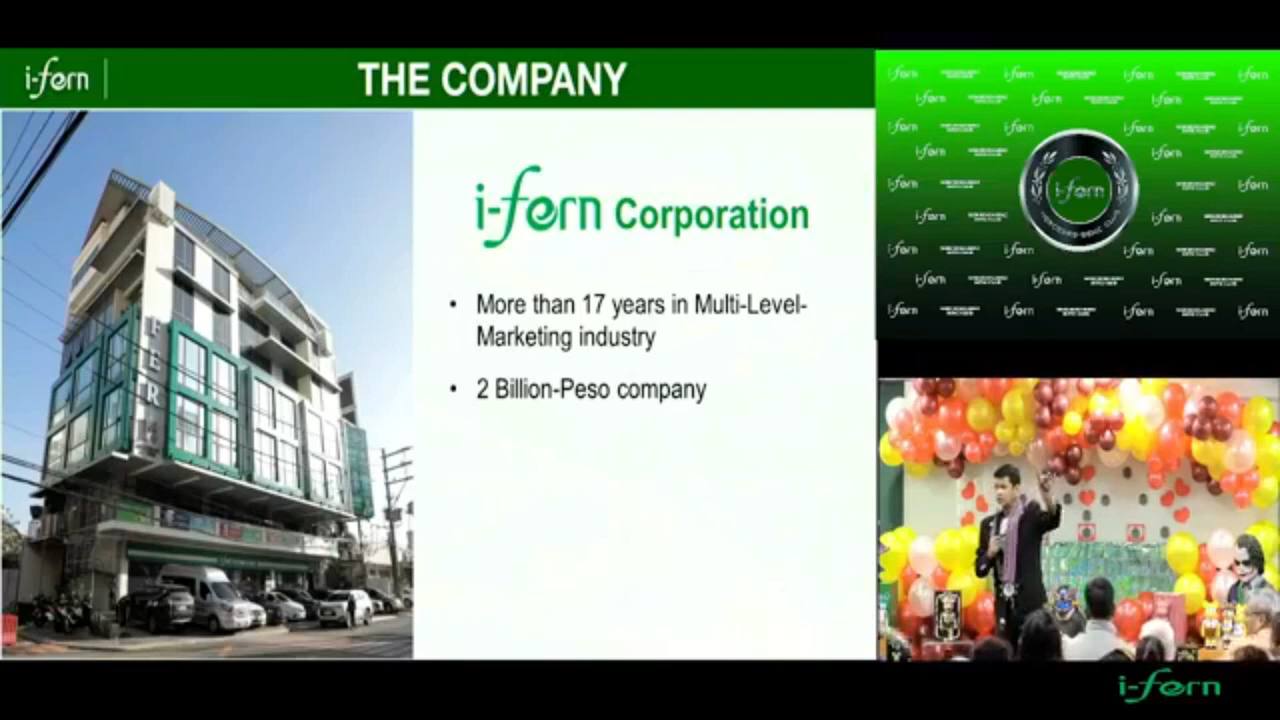 i-fern
THE COMPANY
i-fern Corporation
• More than 17 years in Multi-Level-
Marketing industry
• 2 Billion-Peso company
FERN
i-fern
i-fern